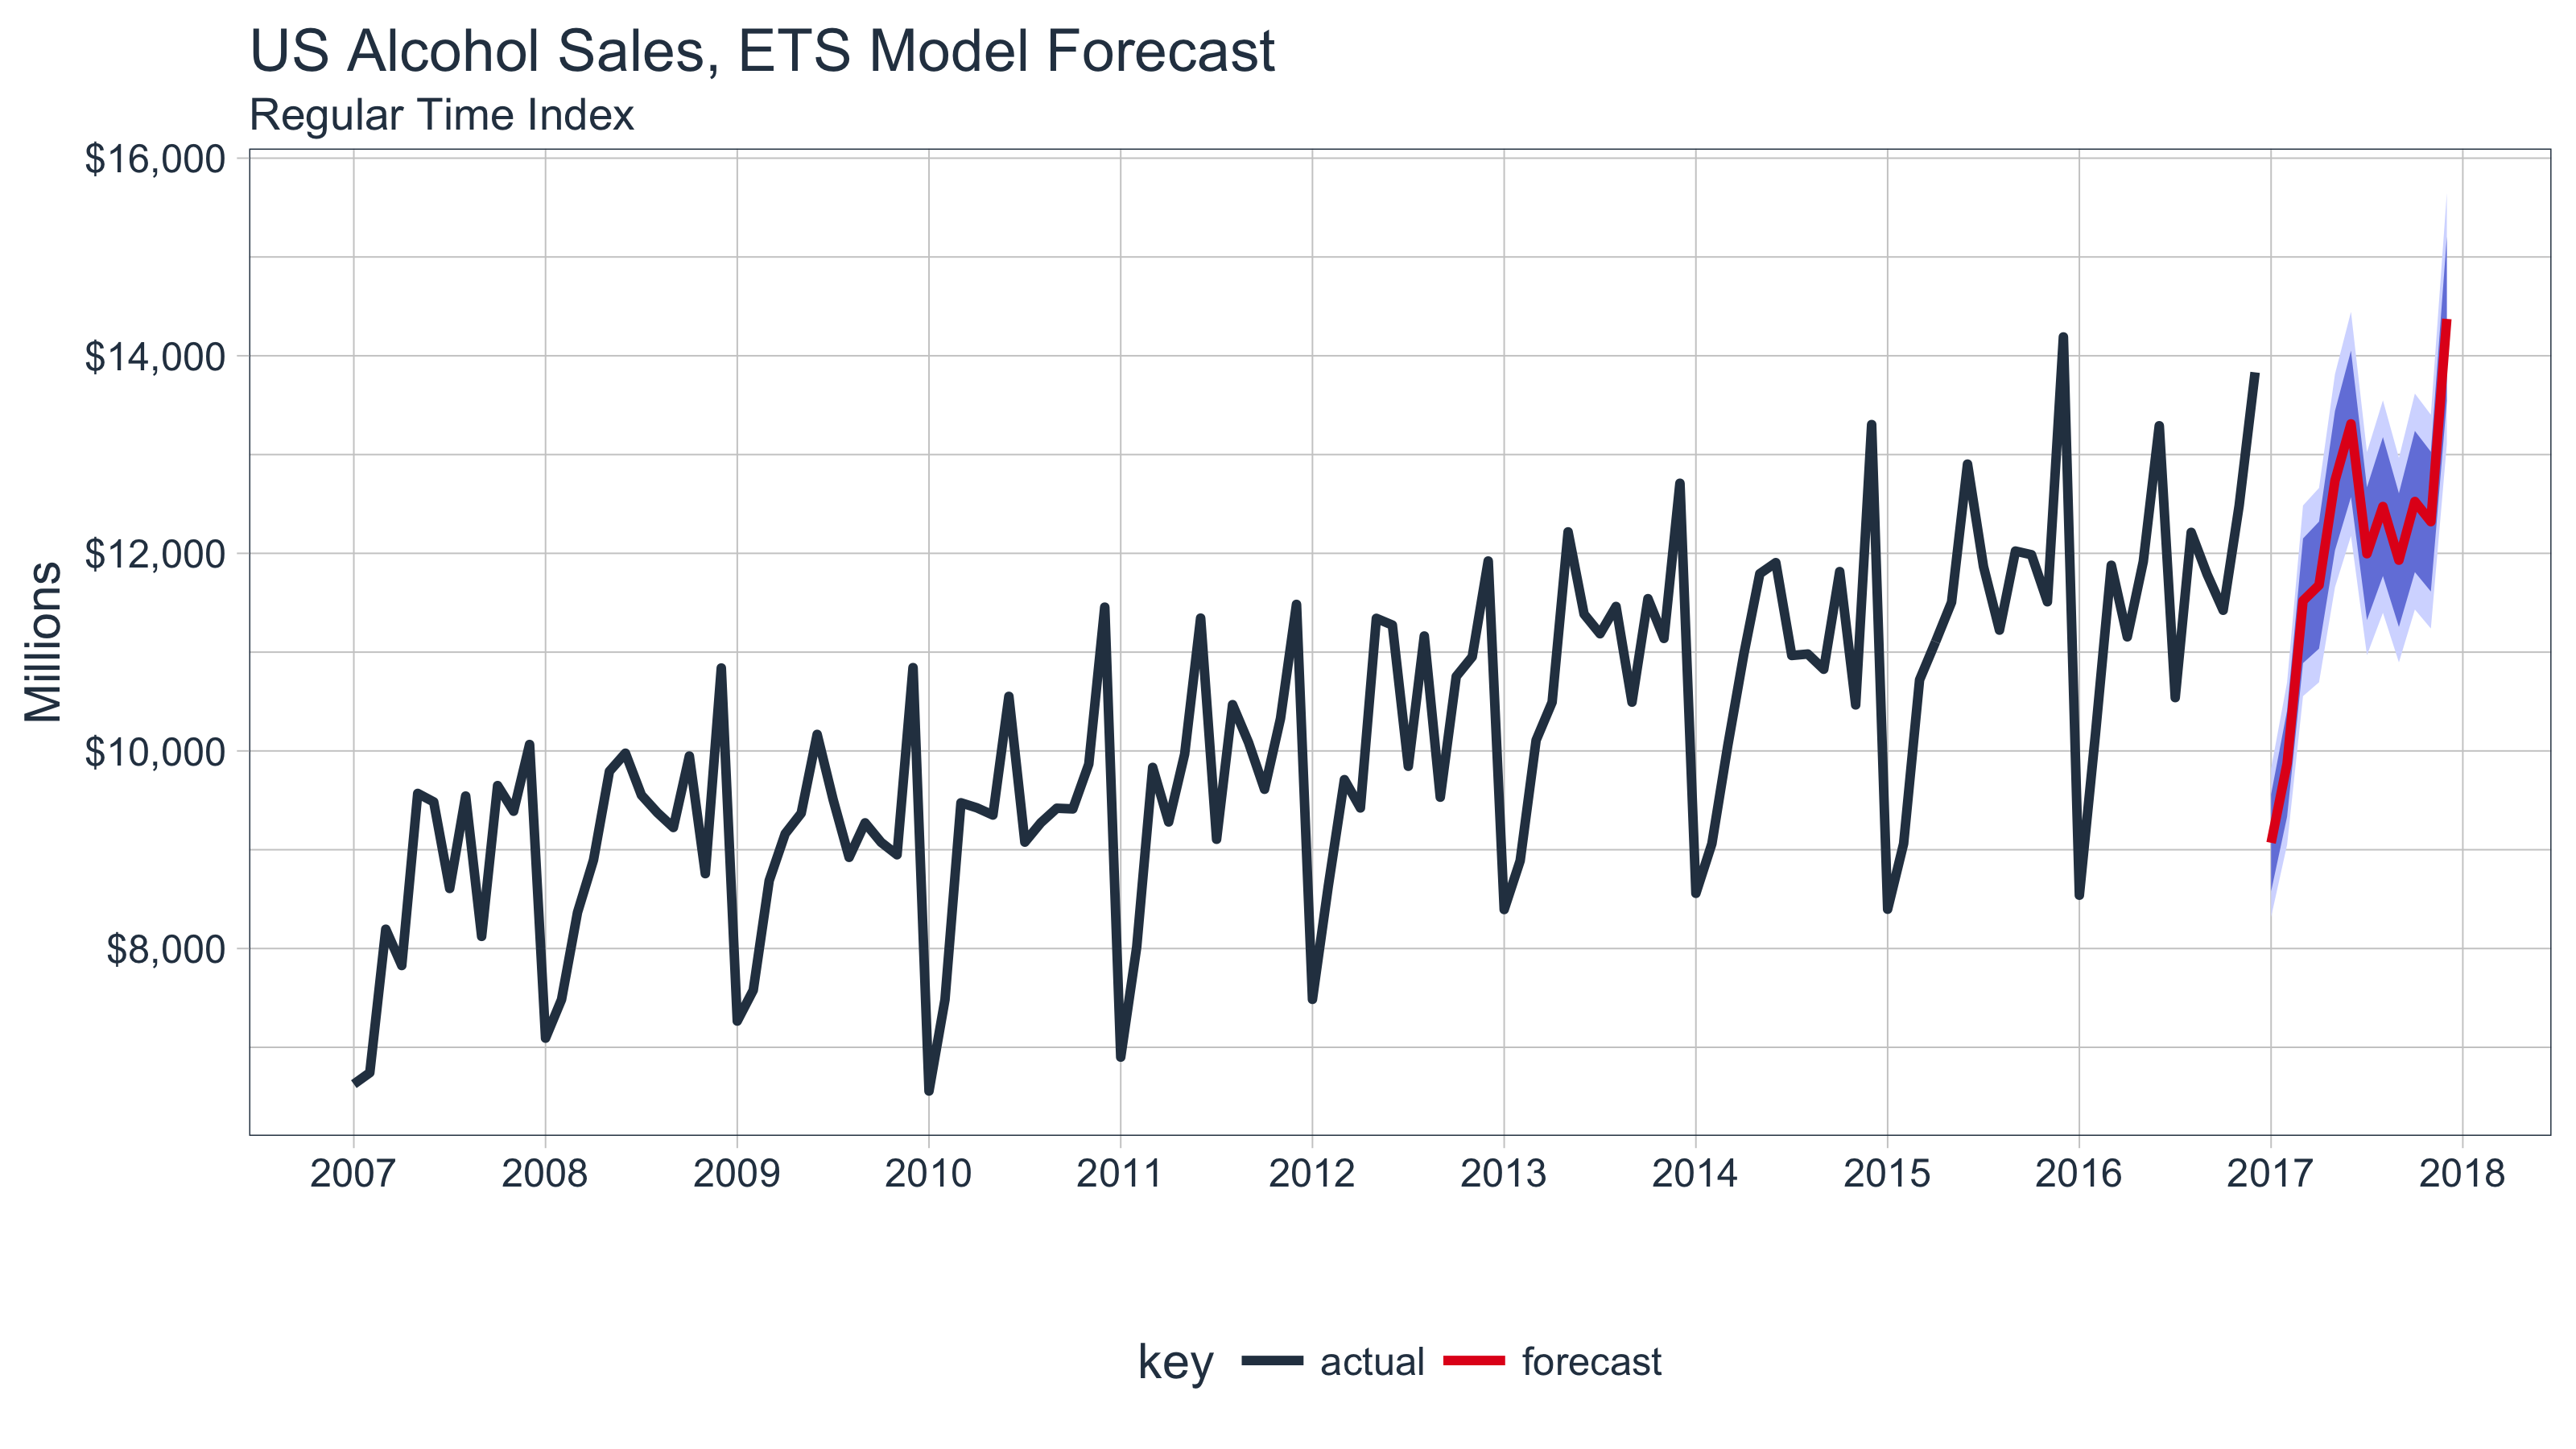 US Alcohol Sales, ETS Model Forecast
Regular Time Index
Millions
$16,000
$14,000
$12,000
$10,000
$8,000
2007 2008 2009 2010 2011 2012 2013 2014 2015 2016 2017 2018
key actual forecast